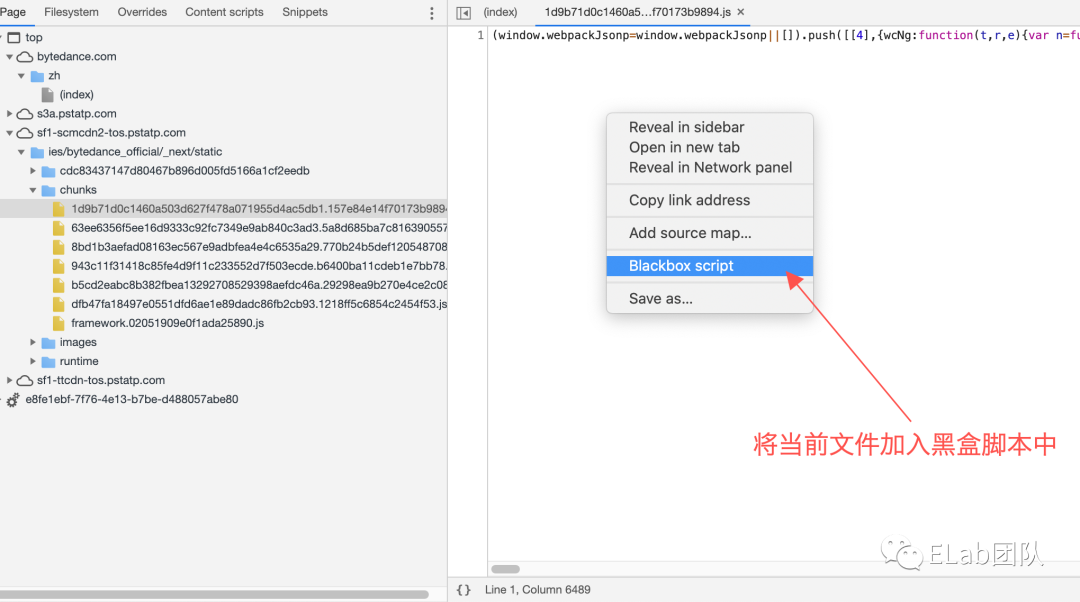 Page Filesystem Overrides Content scripts Snippets
(index) 1d9b71d0c1460a5…f70173b9894.js ×
top
bytedance.com
zh
(index)
s3a.pstatp.com
sf1-scmcdn2-tos.pstatp.com
ies/bytedance_official/_next/static
cdc83437147d80467b896d005fd5166a1cf2eedb
chunks
1d9b71d0c1460a503d627f478a071955d4ac5db1.157e84e14f70173b989
63ee6356f5ee16d9333c92fc7349e9ab840c3ad3.5a8d685ba7c816390557
8bd1b3aefad08163ec567e9adbfea4e4c6535a29.770b24b5def120548708
943c11f31418c85fe4d9f11c233552d7f503ecde.b6400ba11cdeb1e7bb78.
b5cd2eabc8b382fbea13292708529398aefdc46a.29298ea9b270e4ce2c08
dfb47fa18497e0551dfd6ae1e89dadc86fb2cb93.1218ff5c6854c2454f53.js
framework.02051909e0f1ada25890.js
images
runtime
sf1-ttcdn-tos.pstatp.com
e8fe1ebf-7f76-4e13-b7be-d488057abe80
1 (window.webpackJsonp=window.webpackJsonp||[]).push([[4],{wcNg:function(t,r,e){var n=fu
Reveal in sidebar
Open in new tab
Reveal in Network panel
Copy link address
Add source map...
Blackbox script
Save as...
将当前文件加入黑盒脚本中
ELab团队
{} Line 1, Column 6489